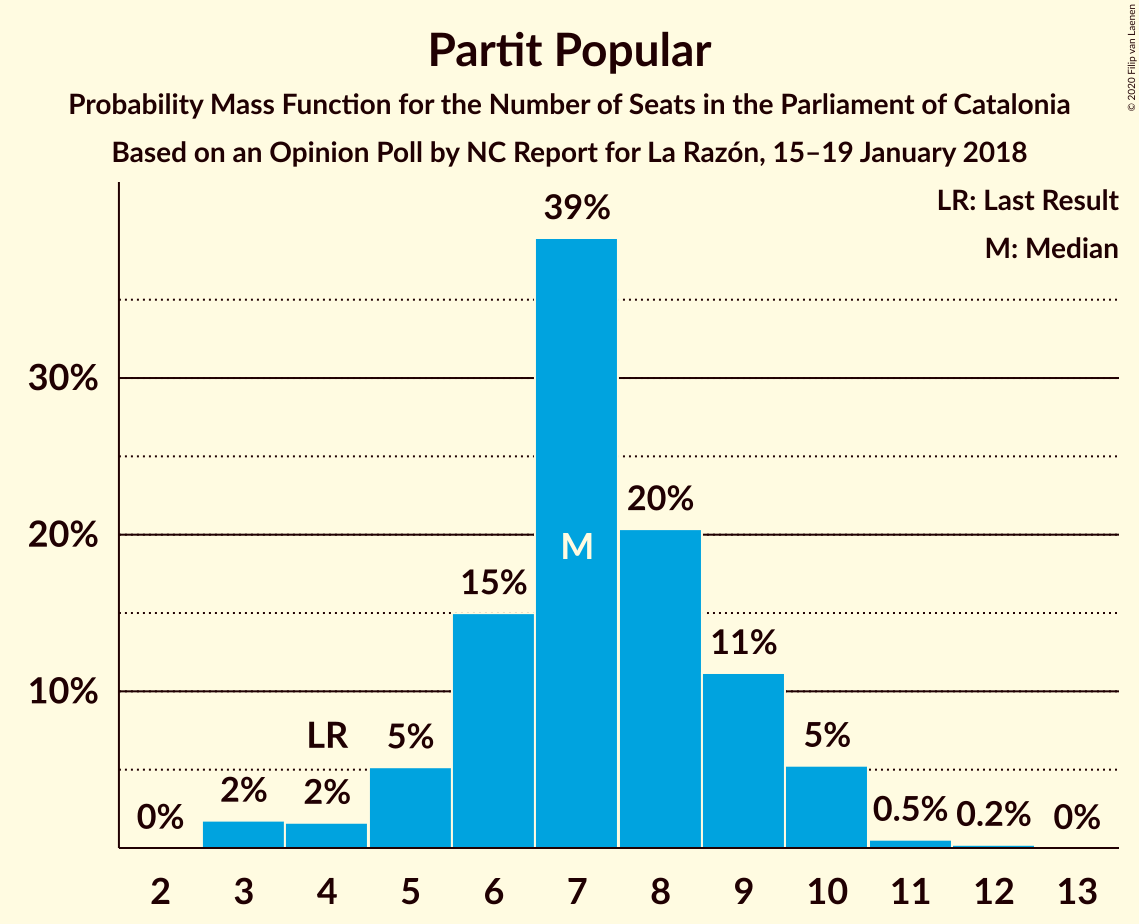 Partit Popular
Probability Mass Function for the Number of Seats in the Parliament of Catalonia
Based on an Opinion Poll by NC Report for La Razón, 15–19 January 2018
© 2020 Filip van Laenen
LR: Last Result
M: Median
39%
30%
20%
20%
M
15%
11%
10%
LR
5%
5%
0%
2%
2%
0.5%
0.2%
0%
2 3 4 5 6 7 8 9 10 11 12 13